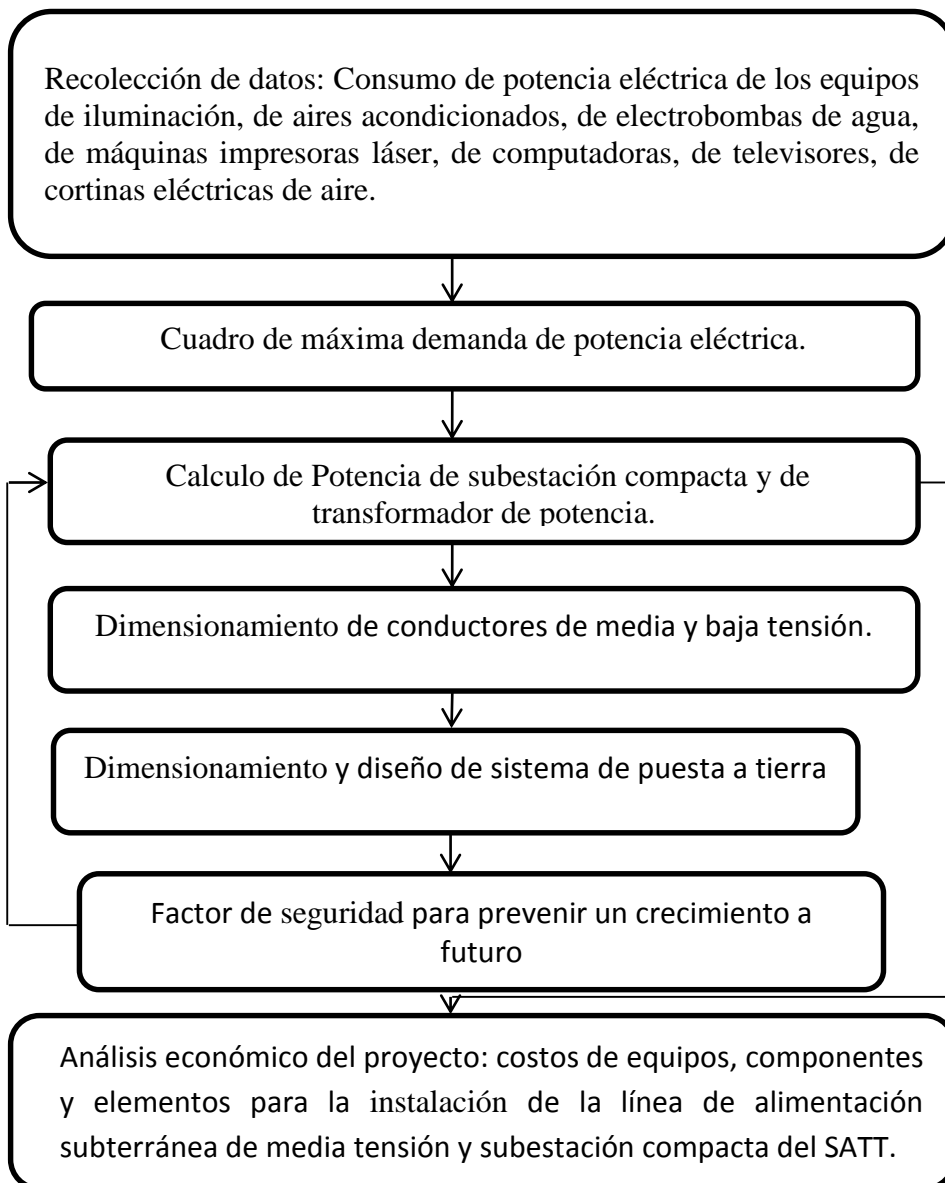 Recolección de datos: Consumo de potencia eléctrica de los equipos
de iluminación, de aires acondicionados, de electrobombas de agua,
de máquinas impresoras láser, de computadoras, de televisores, de
cortinas eléctricas de aire.
Cuadro de máxima demanda de potencia eléctrica.
Calculo de Potencia de subestación compacta y de
transformador de potencia.
Dimensionamiento de conductores de media y baja tensión.
Dimensionamiento y diseño de sistema de puesta a tierra
Factor de seguridad para prevenir un crecimiento a
futuro
Análisis económico del proyecto: costos de equipos, componentes
y elementos para la instalación de la línea de alimentación
subterránea de media tensión y subestación compacta del SATT.